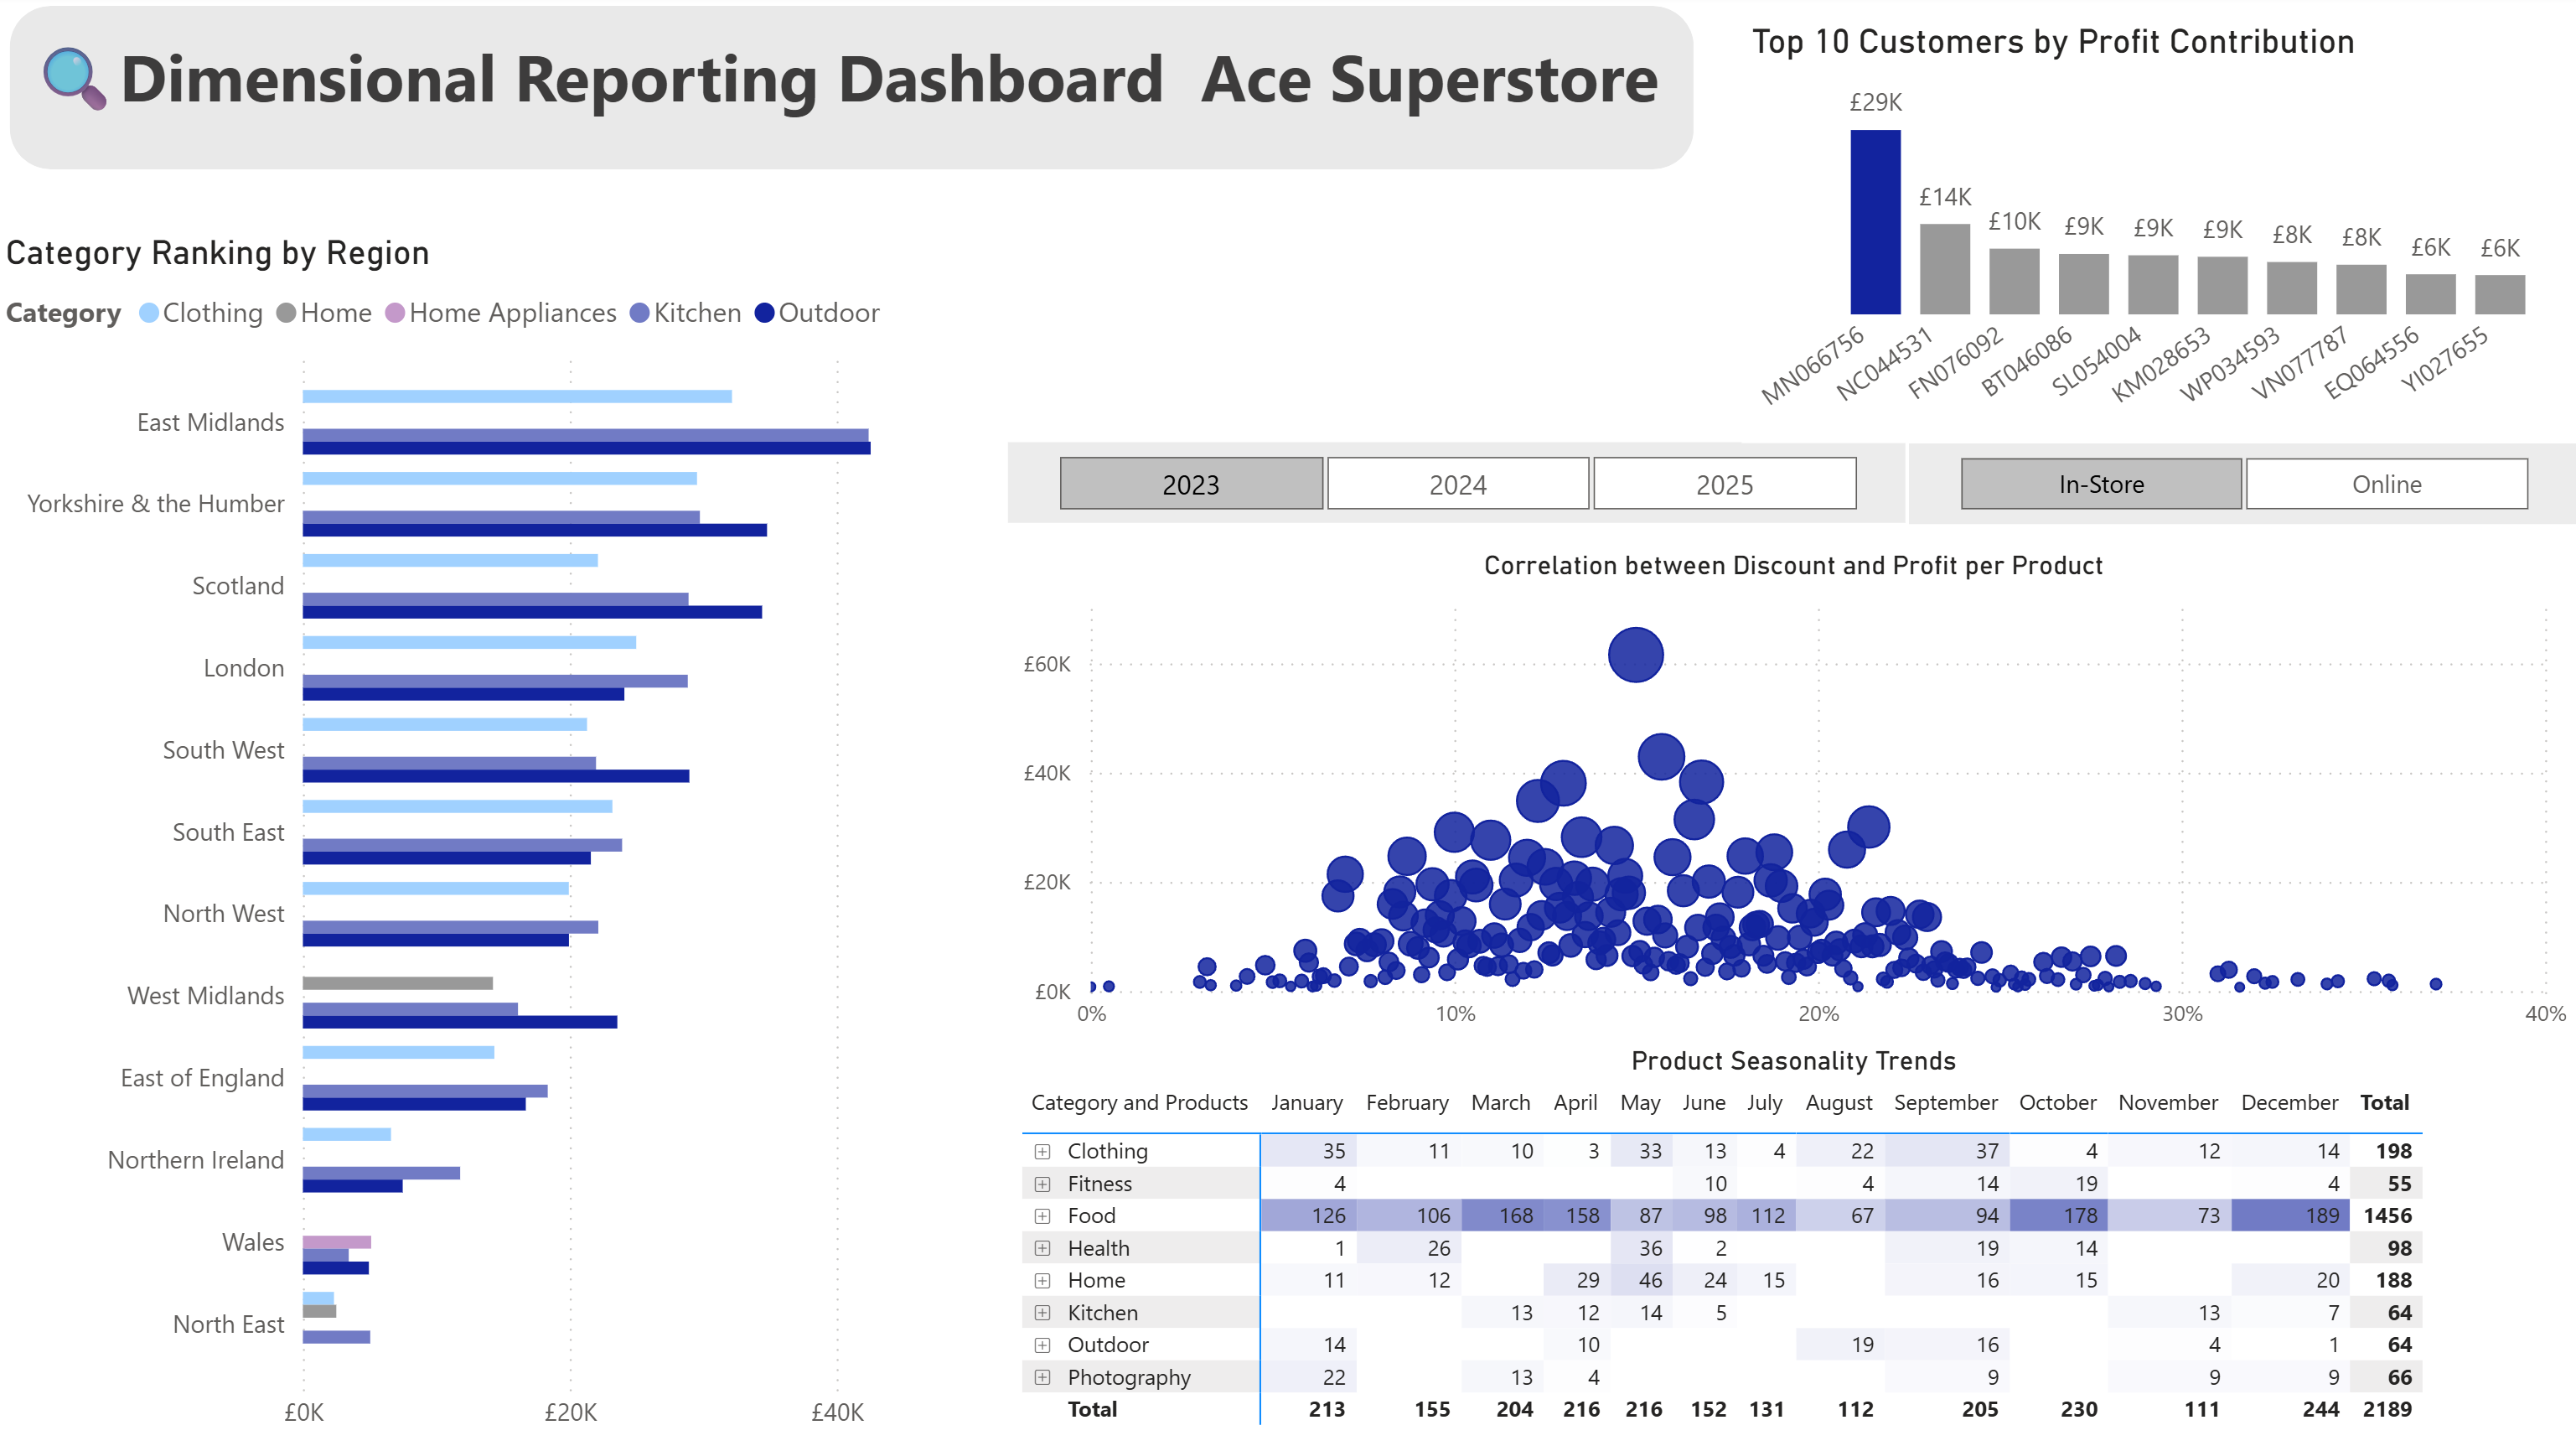 Dimensional Reporting Dashboard Ace Superstore
Top 10 Customers by Profit Contribution
£29K
£14K
£10K
£9K
£9K
£9K
£8K
£8K
£6K
£6K
MN066756
NC044531
FN076092
BT046086
SL054004
KM028653
WP034593
VN077787
EQ064556
YI027655
Category Ranking by Region
Category Clothing Home Home Appliances Kitchen Outdoor
East Midlands
Yorkshire & the Humber
Scotland
London
South West
South East
North West
West Midlands
East of England
Northern Ireland
Wales
North East
£0K £20K £40K
2023 2024 2025 In-Store Online
Correlation between Discount and Profit per Product
£60K
£40K
£20K
£0K
0% 10% 20% 30% 40%
Product Seasonality Trends
Category and Products January February March April May June July August September October November December Total
Clothing 35 11 10 3 33 13 4 22 37 4 12 14 198
Fitness 4 10 4 14 19 4 55
Food 126 106 168 158 87 98 112 67 94 178 73 189 1456
Health 1 26 36 2 19 14 98
Home 11 12 29 46 24 15 16 15 20 188
Kitchen 13 12 14 5 13 7 64
Outdoor 14 10 19 16 4 1 64
Photography 22 13 4 9 9 9 66
Total 213 155 204 216 216 152 131 112 205 230 111 244 2189